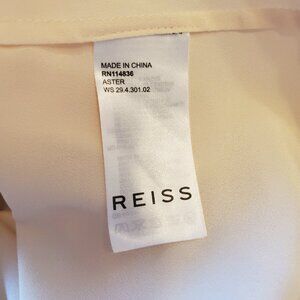 MADE IN CHINA
RN114836
ASTER
WS 29.4.301.02
REISS